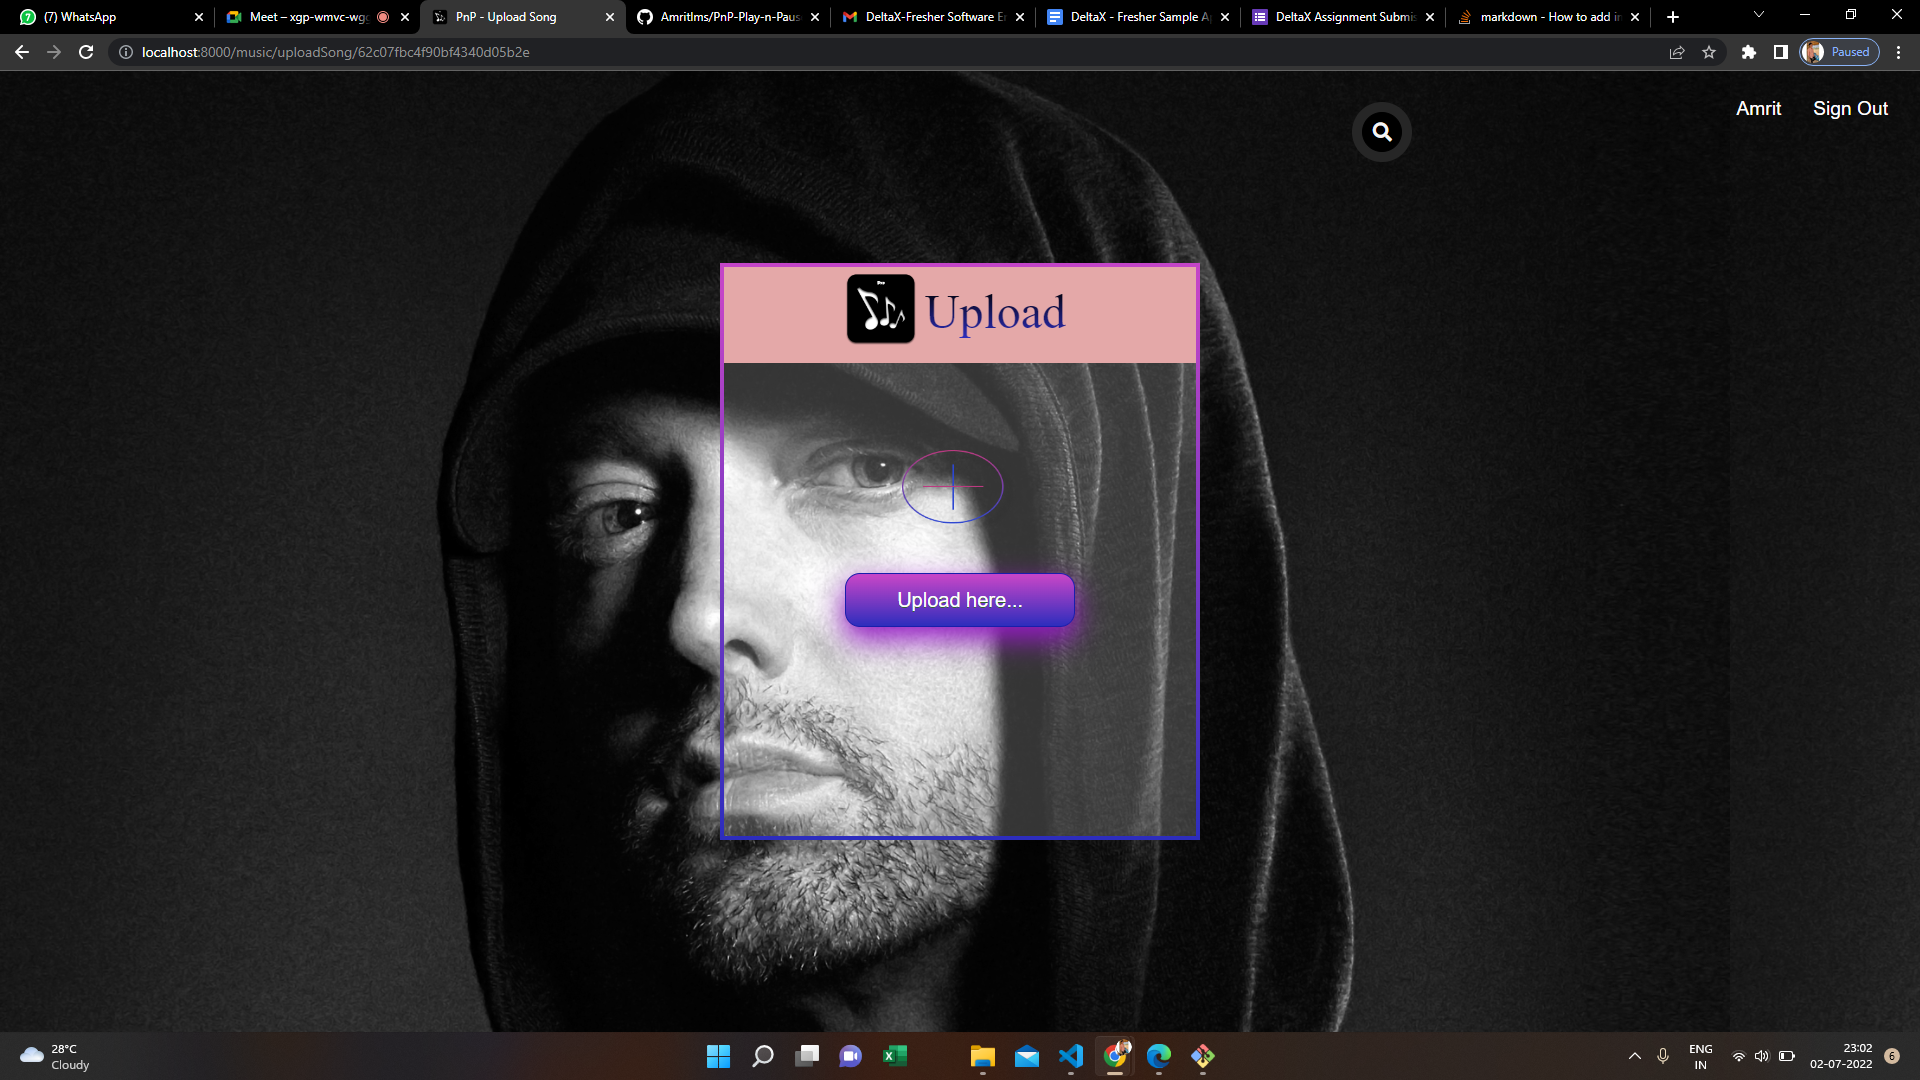 (7) WhatsApp
Meet – xgp-wmvc-wg
PnP - Upload Song
Amritlms/PnP-Play-n-Paus
DeltaX-Fresher Software E
DeltaX - Fresher Sample A
DeltaX Assignment Submis
markdown - How to add i
localhost:8000/music/uploadSong/62c07fbc4f90bf4340d05b2e
Paused
Amrit
Sign Out
Upload
Upload here...
28°C
Cloudy
ENG
IN
23:02
02-07-2022
6